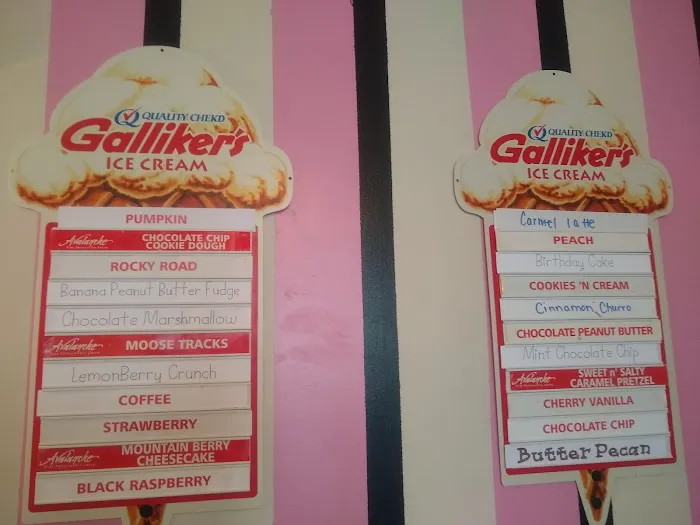 QUALITY CHEKD
Galliker's
ICE CREAM
PUMPKIN
Avalanche
CHOCOLATE CHIP
COOKIE DOUGH
ROCKY ROAD
Banana Peanut Butter Fudge
Chocolate Marshmallow
Avalanche
MOOSE TRACKS
LemonBerry Crunch
COFFEE
STRAWBERRY
Avalanche
MOUNTAIN BERRY
CHEESECAKE
BLACK RASPBERRY
QUALITY CHEKD
Galliker's
ICE CREAM
Carmel latte
PEACH
Birthday Cake
COOKIES 'N CREAM
Cinnamon Churro
CHOCOLATE PEANUT BUTTER
Mint Chocolate Chip
Avalanche
SWEET n' SALTY
CARAMEL PRETZEL
CHERRY VANILLA
CHOCOLATE CHIP
Butter Pecan